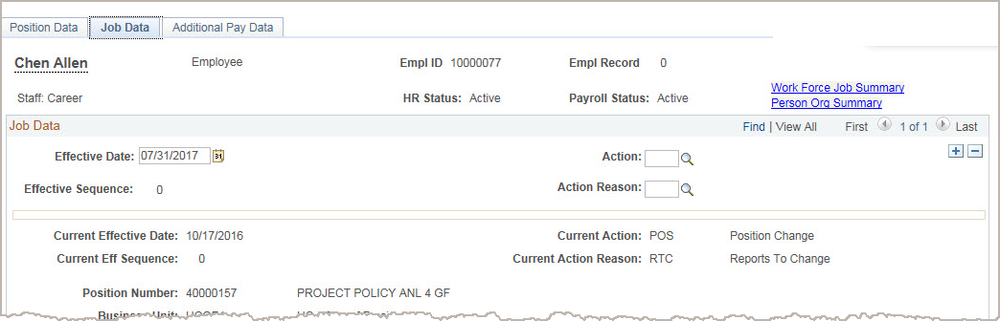 Position Data Job Data Additional Pay Data
Chen Allen Employee Empl ID 10000077 Empl Record 0
Staff: Career HR Status: Active Payroll Status: Active Work Force Job Summary
Person Org Summary
Job Data Find | View All First 1 of 1 Last
Effective Date: 07/31/2017 31 Action:
Effective Sequence: 0 Action Reason:
Current Effective Date: 10/17/2016 Current Action: POS Position Change
Current Eff Sequence: 0 Current Action Reason: RTC Reports To Change
Position Number: 40000157 PROJECT POLICY ANL 4 GF
Business Unit: